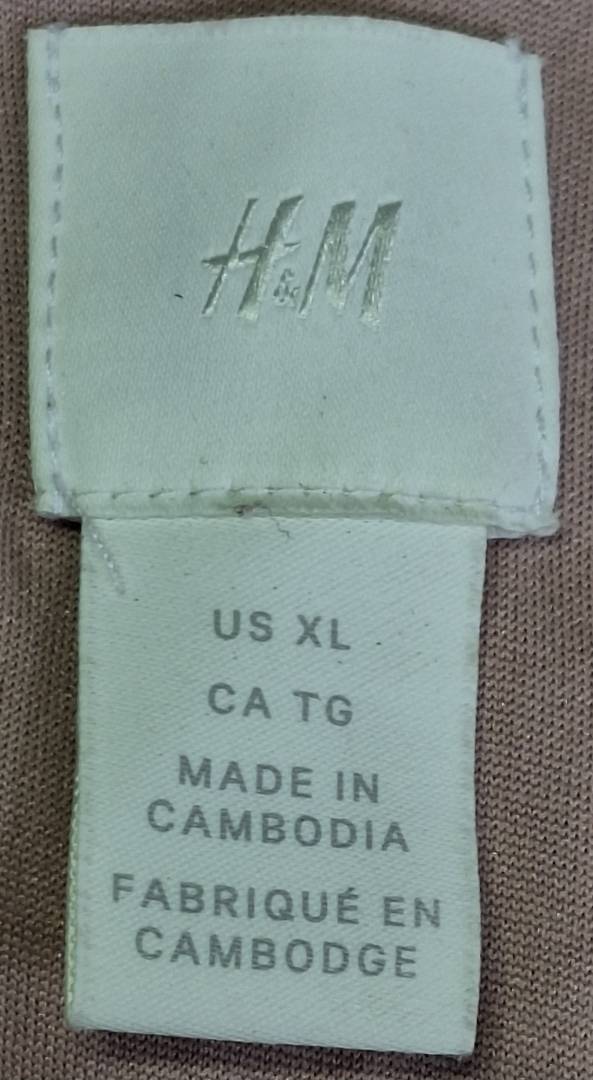 H&M
US XL
CA TG
MADE IN
CAMBODIA
FABRIQUÉ EN
CAMBODGE